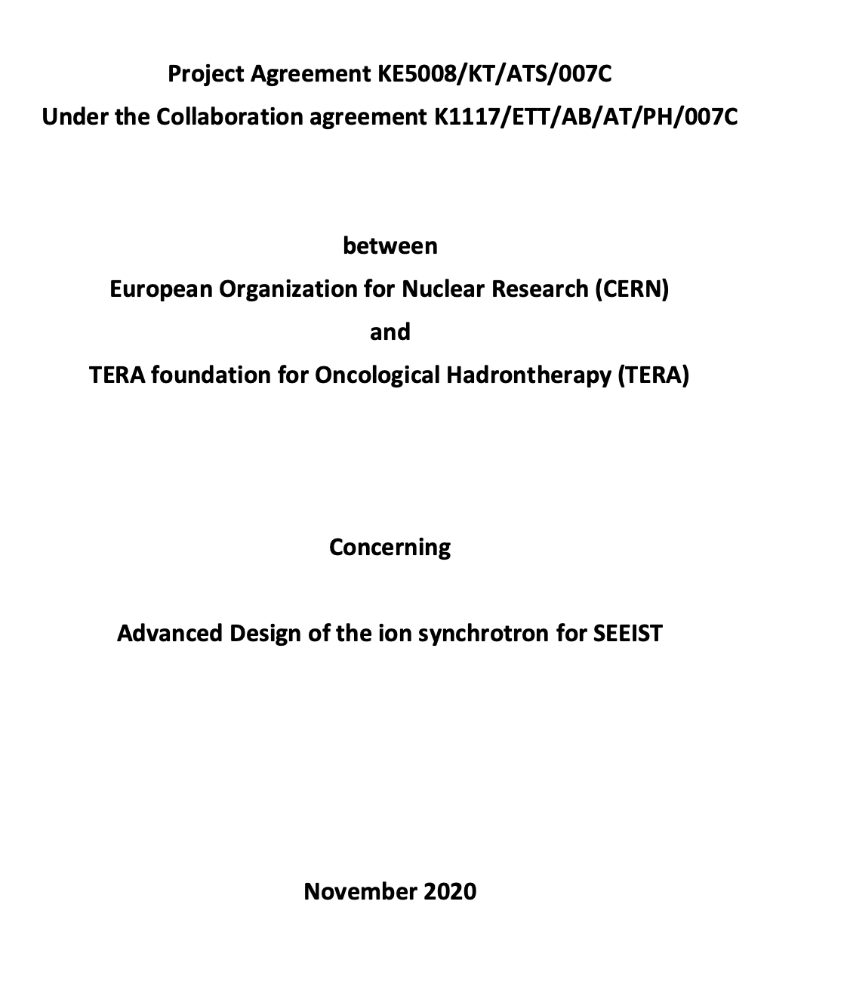 Project Agreement KE5008/KT/ATS/007C
Under the Collaboration agreement K1117/ETT/AB/AT/PH/007C
between
European Organization for Nuclear Research (CERN)
and
TERA foundation for Oncological Hadrontherapy (TERA)
Concerning
Advanced Design of the ion synchrotron for SEEIST
November 2020